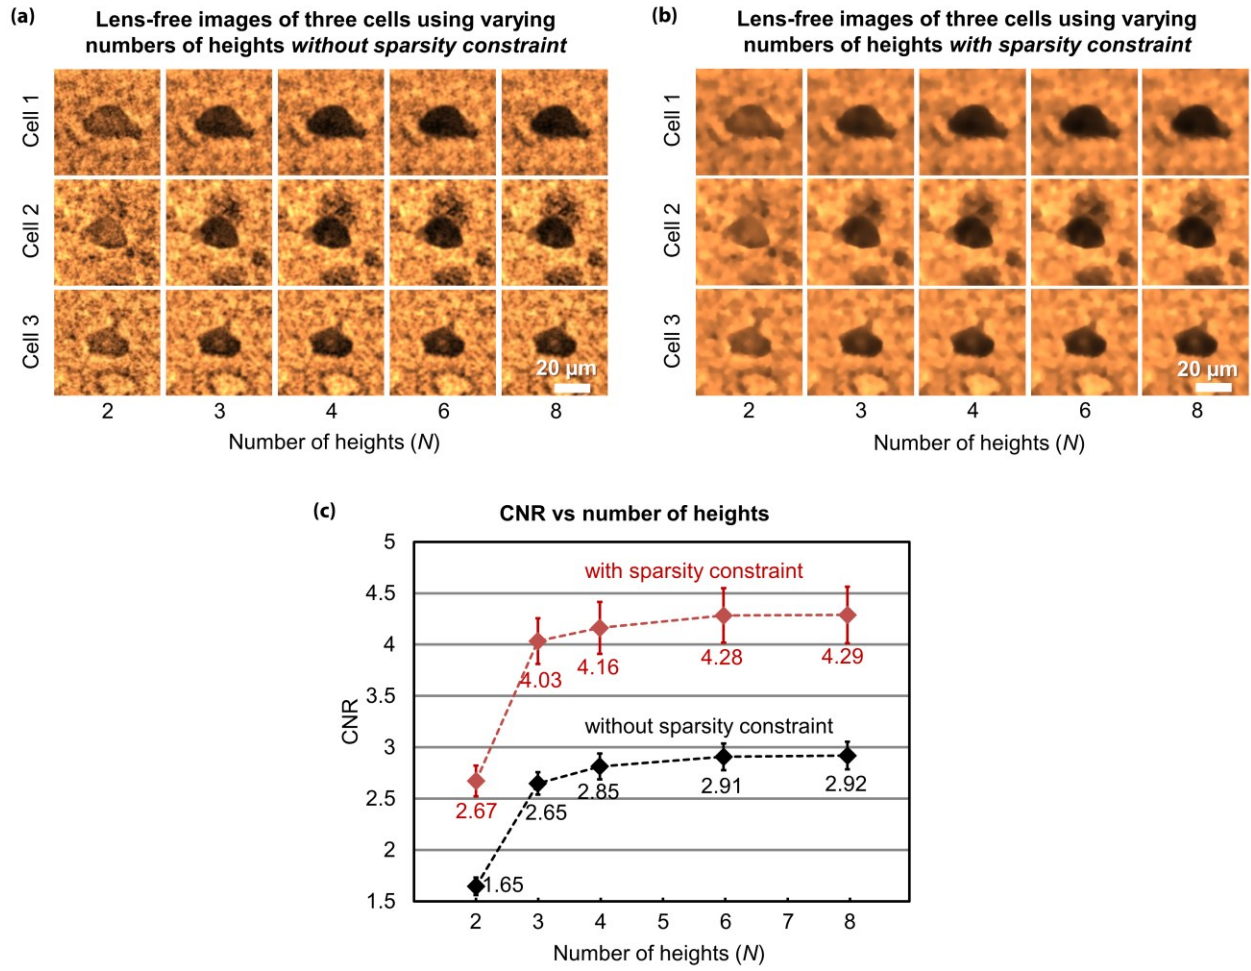 (a)
Lens-free images of three cells using varying
numbers of heights without sparsity constraint
Cell 1
Cell 2
Cell 3
20 µm
2 3 4 6 8
Number of heights (N)
(b)
Lens-free images of three cells using varying
numbers of heights with sparsity constraint
Cell 1
Cell 2
Cell 3
20 µm
2 3 4 6 8
Number of heights (N)
(c)
CNR vs number of heights
5
4.5
4
3.5
3
2.5
2
1.5
CNR
with sparsity constraint
2.67
4.03
4.16
4.28
4.29
without sparsity constraint
1.65
2.65
2.85
2.91
2.92
2 3 4 5 6 7 8
Number of heights (N)